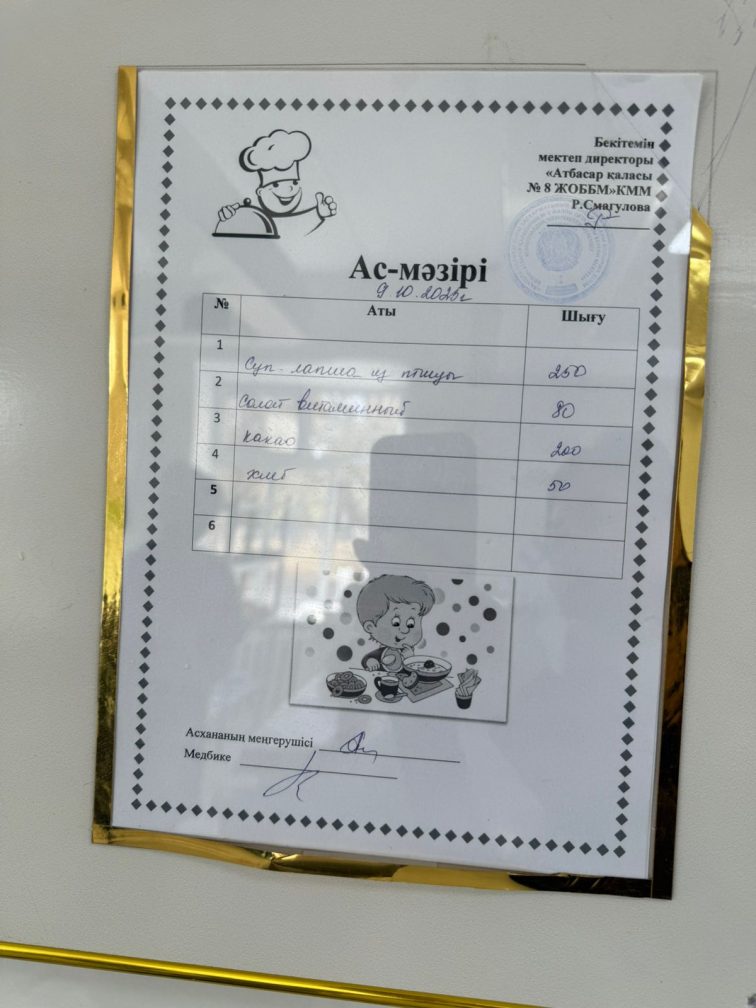 Бекітемін
мектеп директоры
«Атбасар қаласы
№ 8 ЖОББМ»КММ
Р.Смагулова
Ас-мәзірі
9 10.2025г
№ Аты Шығу
1 Суп-лапша из птицы 250
2 Салат витаминный 80
3 какао 200
4 хлеб 50
5
6
Асхананың меңгерушісі
Медбике